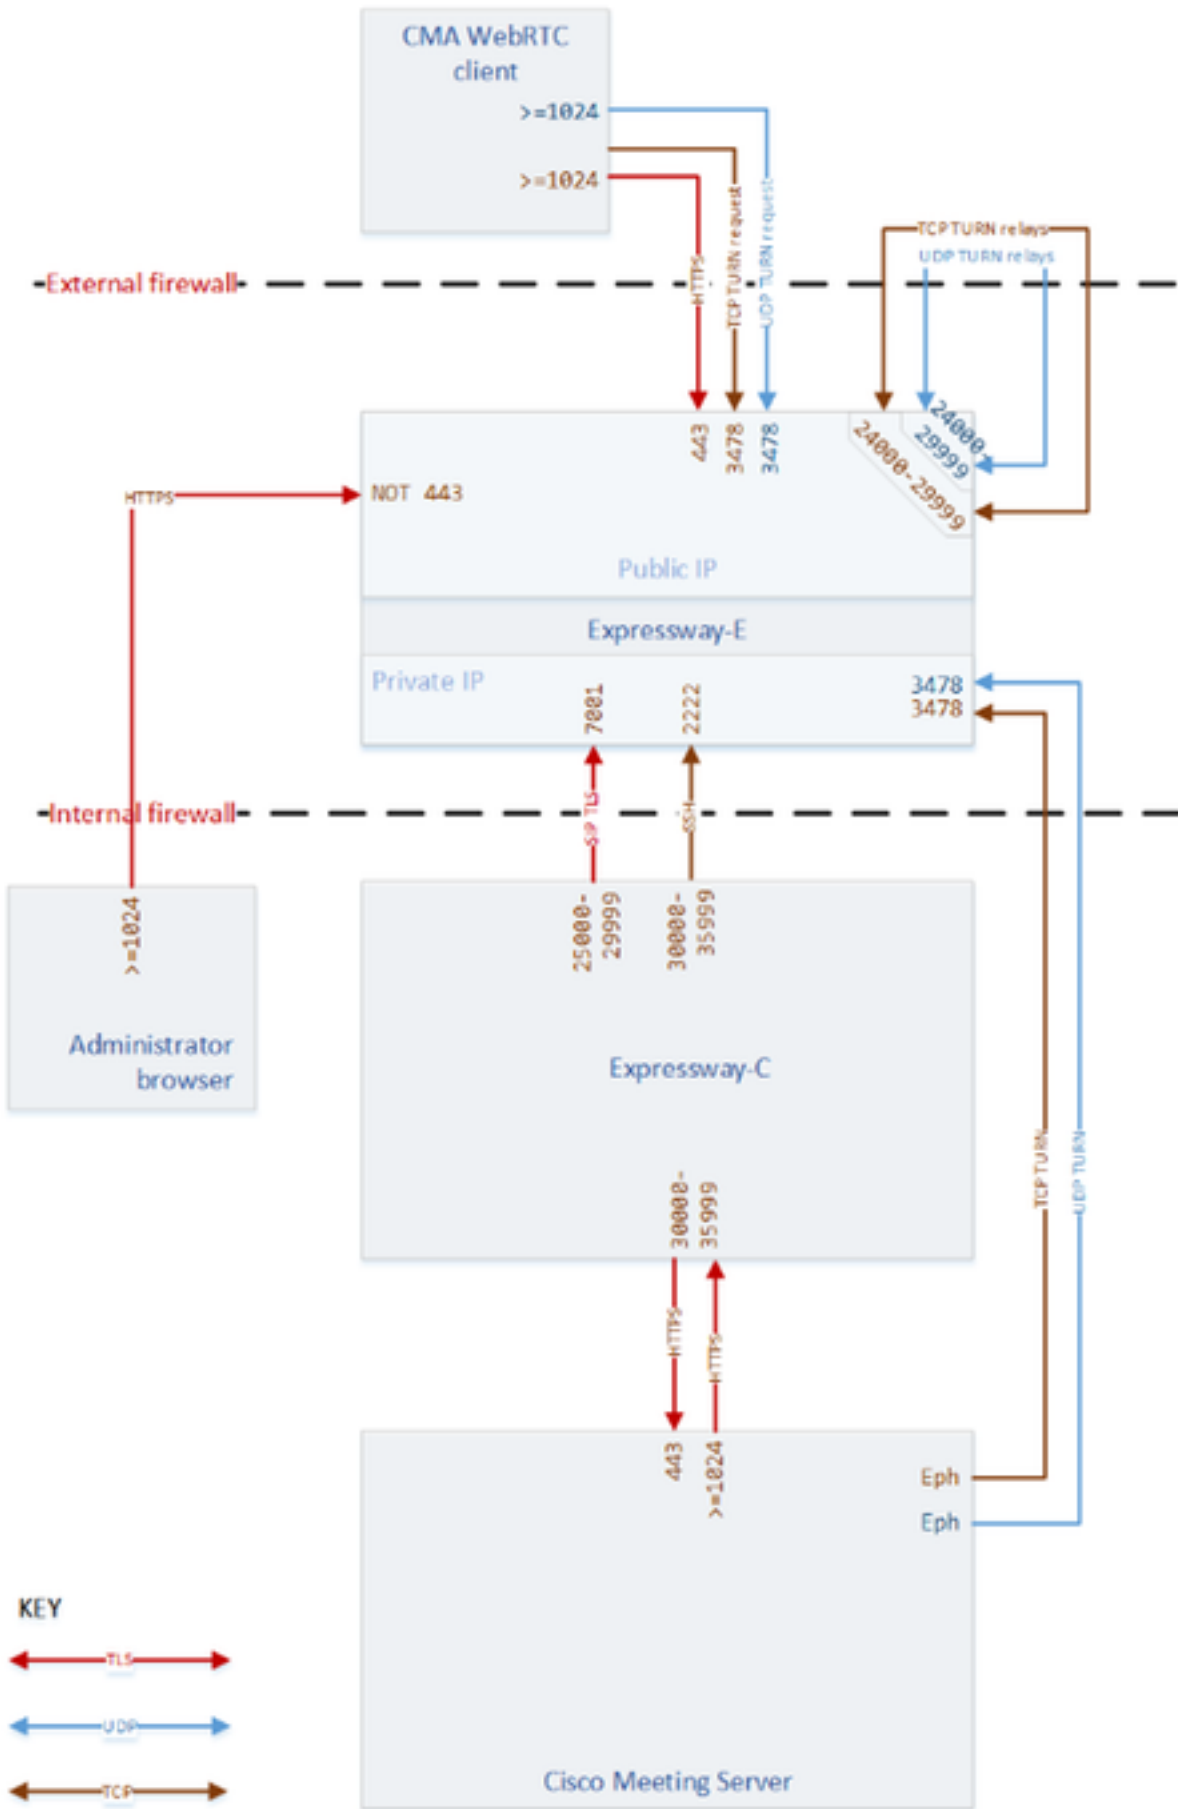 CMA WebRTC
client
>=1024
>=1024
HTTPS
TCP TURN request
UDP TURN request
TCP TURN relays
UDP TURN relays
External firewall
443
3478
3478
24000-
29999
24000-29999
HTTPS
NOT 443
Public IP
Expressway-E
Private IP
7001
2222
3478
3478
Internal firewall
SIP TLS
SSH
>=1024
Administrator
browser
25000-
29999
30000-
35999
Expressway-C
30000-
35999
TCP TURN
UDP TURN
HTTPS
HTTPS
443
>=1024
Eph
Eph
Cisco Meeting Server
KEY
TLS
UDP
TCP